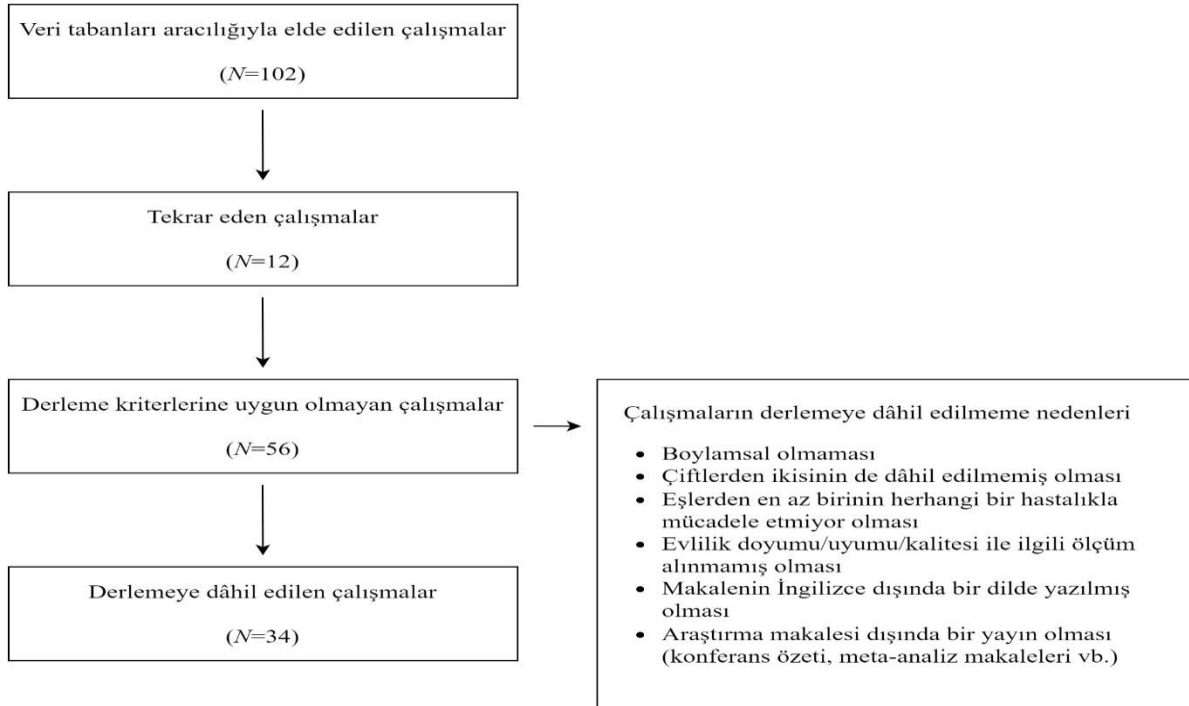 Veri tabanları aracılığıyla elde edilen çalışmalar
(N=102)
Tekrar eden çalışmalar
(N=12)
Derleme kriterlerine uygun olmayan çalışmalar
(N=56)
Çalışmaların derlemeye dâhil edilmeme nedenleri
• Boylamsal olmaması
• Çiftlerden ikisinin de dâhil edilmemiş olması
• Eşlerden en az birinin herhangi bir hastalıkla
mücadele etmiyor olması
• Evlilik doyumu/uyumu/kalitesi ile ilgili ölçüm
alınmamış olması
• Makalenin İngilizce dışında bir dilde yazılmış
olması
• Araştırma makalesi dışında bir yayın olması
(konferans özeti, meta-analiz makaleleri vb.)
Derlemeye dâhil edilen çalışmalar
(N=34)